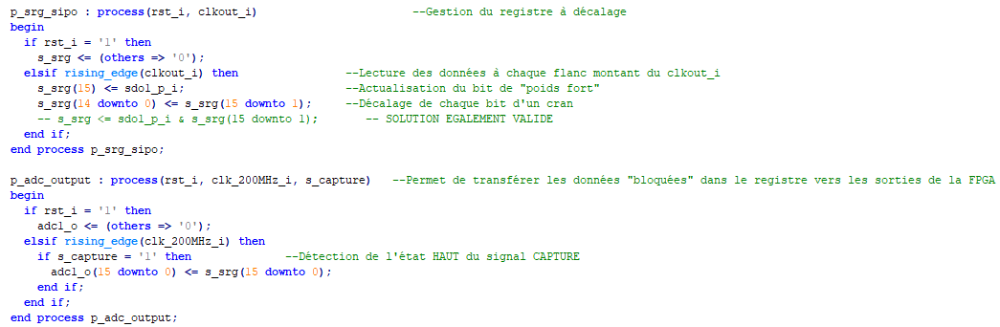 p_srg_sipo : process(rst_i, clkout_i) --Gestion du registre à décalage
begin
if rst_i = '1' then
s_srg <= (others => '0');
elsif rising_edge(clkout_i) then --Lecture des données à chaque flanc montant du clkout_i
s_srg(15) <= sdo1_p_i; --Actualisation du bit de "poids fort"
s_srg(14 downto 0) <= s_srg(15 downto 1); --Décalage de chaque bit d'un cran
-- s_srg <= sdo1_p_i & s_srg(15 downto 1); -- SOLUTION EGALEMENT VALIDE
end if;
end process p_srg_sipo;
p_adc_output : process(rst_i, clk_200MHz_i, s_capture) --Permet de transférer les données "bloquées" dans le registre vers les sorties de la FPGA
begin
if rst_i = '1' then
adc1_o <= (others => '0');
elsif rising_edge(clk_200MHz_i) then
if s_capture = '1' then --Détection de l'état HAUT du signal CAPTURE
adc1_o(15 downto 0) <= s_srg(15 downto 0);
end if;
end if;
end process p_adc_output;